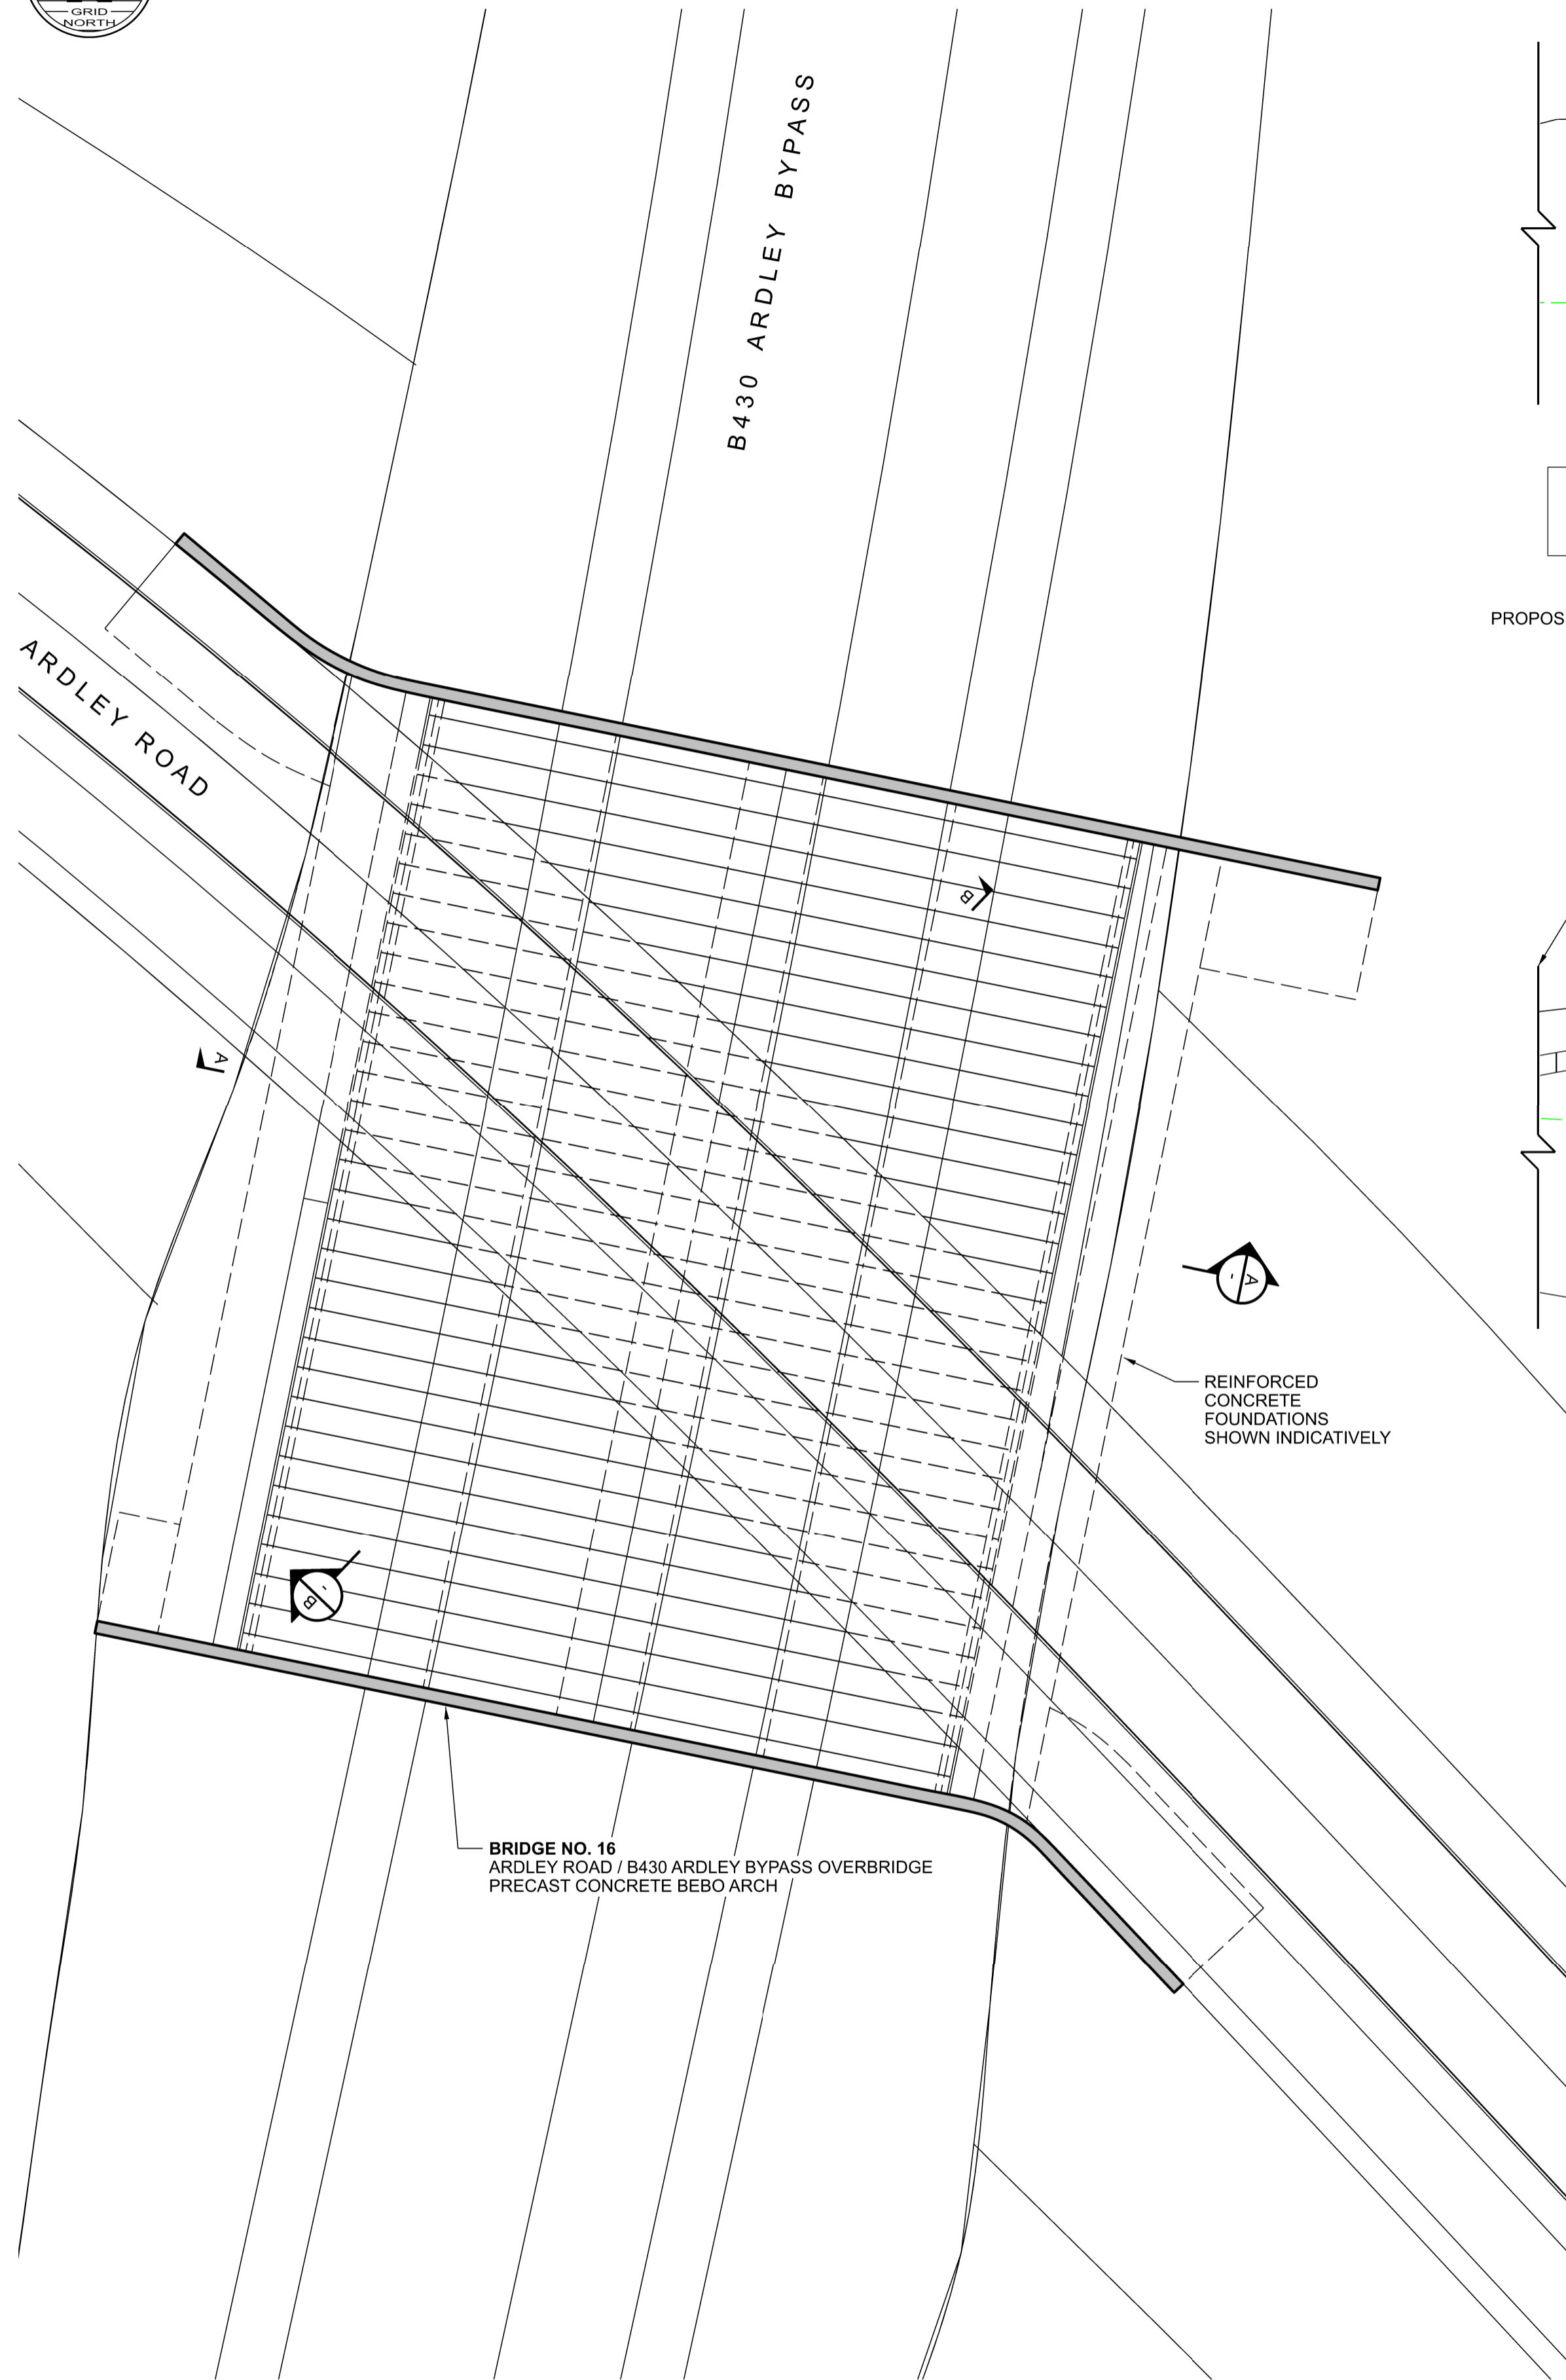 GRID
NORTH
B430 ARDLEY BYPASS
PROPOS
ARDLEY ROAD
B
A
A
-
REINFORCED
CONCRETE
FOUNDATIONS
SHOWN INDICATIVELY
B
-
BRIDGE NO. 16
ARDLEY ROAD / B430 ARDLEY BYPASS OVERBRIDGE
PRECAST CONCRETE BEBO ARCH